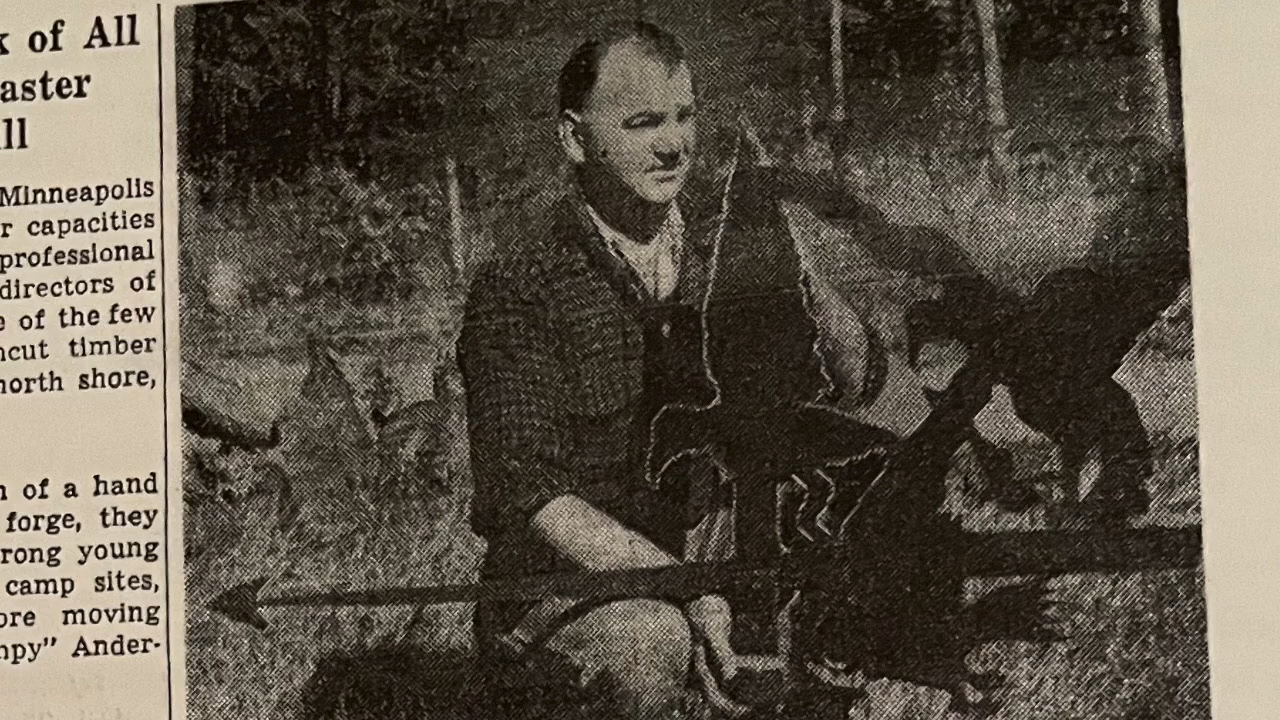 of All
aster
ll
Minneapolis
r capacities
professional
directors of
e of the few
ncut timber
north shore,
n of a hand
forge, they
rong young
camp sites,
ore moving
mpy" Ander-